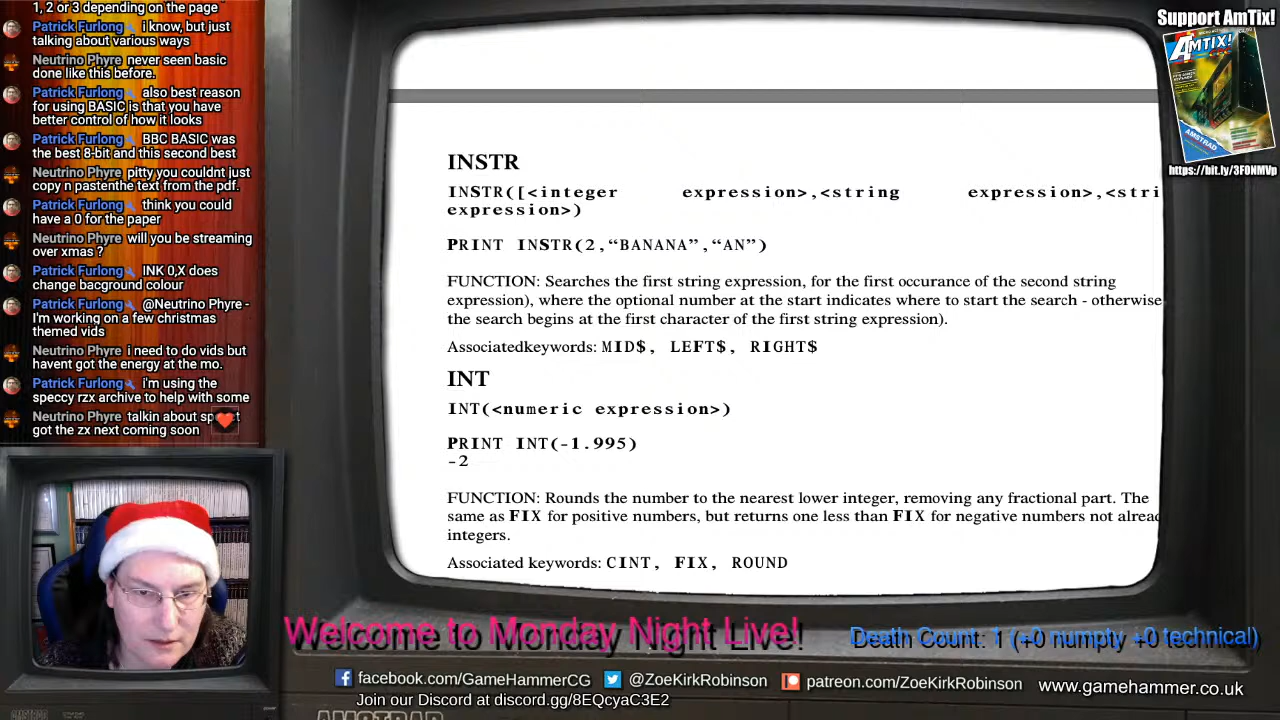 1, 2 or 3 depending on the page
Patrick Furlong i know, but just
talking about various ways
Neutrino Phyre never seen basic
done like this before.
Patrick Furlong also best reason
for using BASIC is that you have
better control of how it looks
Patrick Furlong BBC BASIC was
the best 8-bit and this second best
Neutrino Phyre pitty you couldnt just
copy n pastenthe text from the pdf.
Patrick Furlong think you could
have a 0 for the paper
Neutrino Phyre will you be streaming
over xmas ?
Patrick Furlong INK 0,X does
change bacground colour
Patrick Furlong @Neutrino Phyre -
I'm working on a few christmas
themed vids
Neutrino Phyre i need to do vids but
havent got the energy at the mo.
Patrick Furlong i'm using the
speccy rzx archive to help with some
Neutrino Phyre talkin about
got the zx next coming soon
INSTR
INSTR([<integer expression>,<string expression>,<stri
expression>)
PRINT INSTR(2,“BANANA”,“AN”)
FUNCTION: Searches the first string expression, for the first occurance of the second string
expression), where the optional number at the start indicates where to start the search - otherwise
the search begins at the first character of the first string expression).
Associatedkeywords: MID$, LEFT$, RIGHT$
INT
INT(<numeric expression>)
PRINT INT(-1.995)
-2
FUNCTION: Rounds the number to the nearest lower integer, removing any fractional part. The
same as FIX for positive numbers, but returns one less than FIX for negative numbers not alread
integers.
Associated keywords: CINT, FIX, ROUND
Support AmTix!
AMTIX!
AMSTRAD
https://bit.ly/3FONMVp
Welcome to Monday Night Live!
Death Count: 1 (+0 numpty +0 technical)
facebook.com/GameHammerCG
@ZoeKirkRobinson
patreon.com/ZoeKirkRobinson
www.gamehammer.co.uk
Join our Discord at discord.gg/8EQcyaC3E2
AMSTRAD